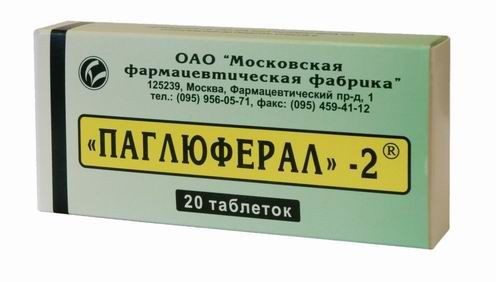 ОАО "Московская
фармацевтическая фабрика"
125239, Москва, Фармацевтический пр-д, 1
тел.: (095) 956-05-71, факс: (095) 459-41-12
«ПАГЛЮФЕРАЛ» -2®
20 таблеток